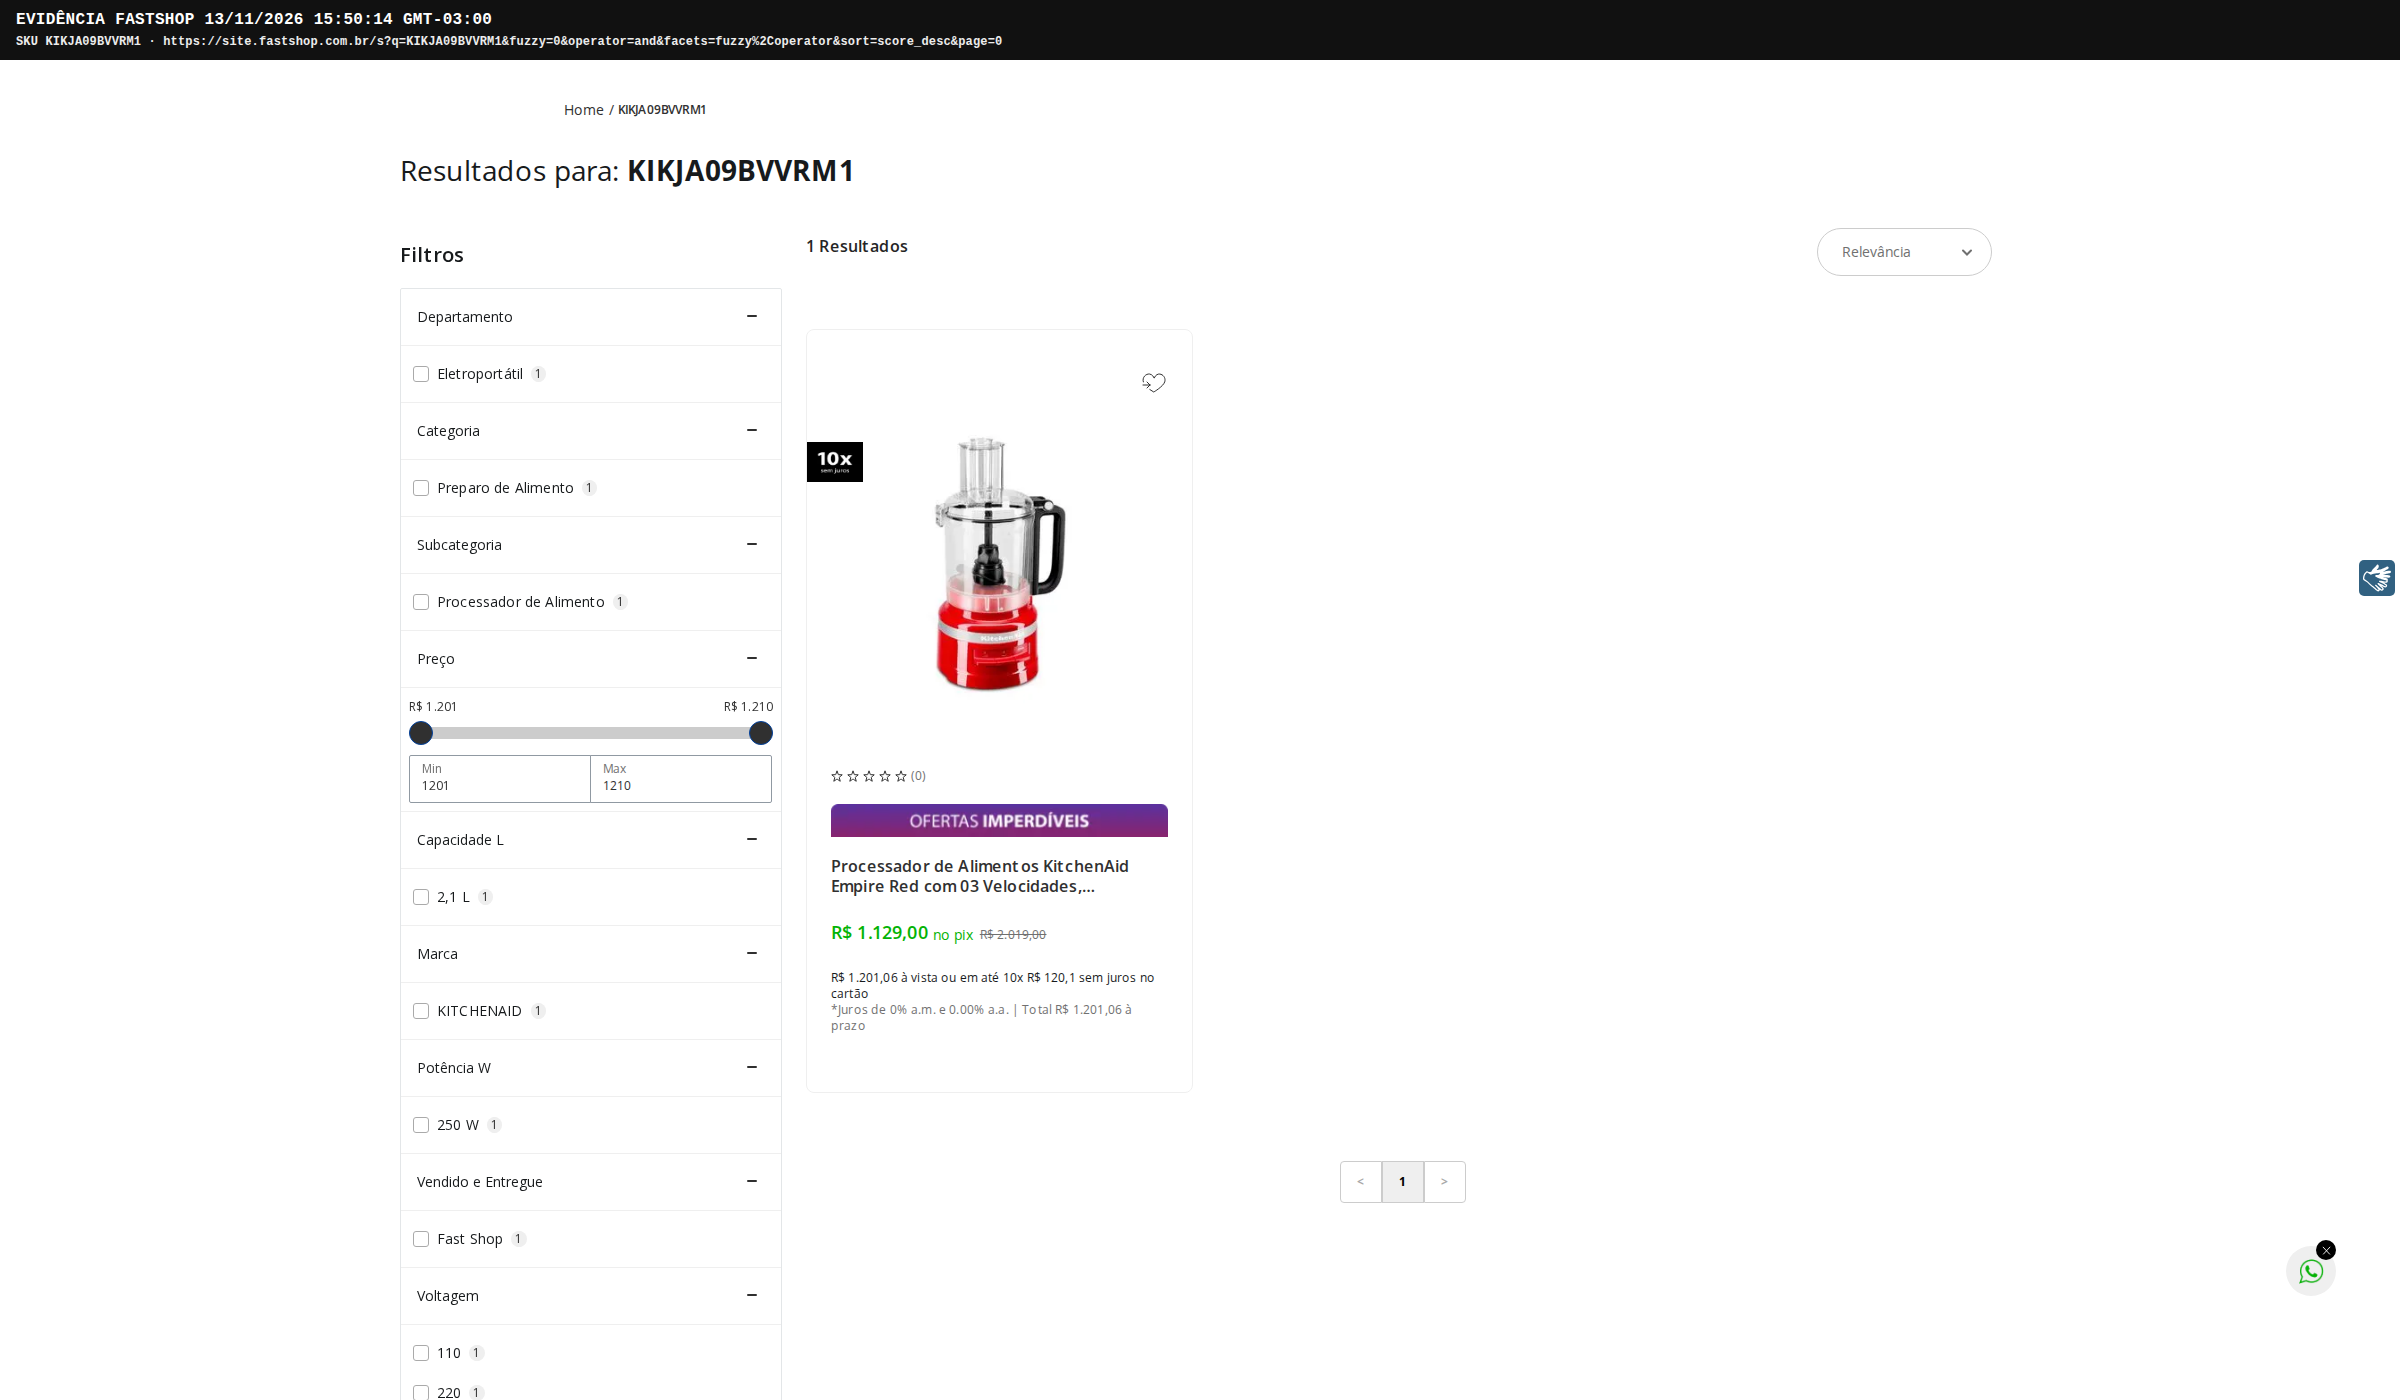 EVIDÊNCIA FASTSHOP 13/11/2026 15:50:14 GMT-03:00
SKU KIKJA09BVVRM1 · https://site.fastshop.com.br/s?q=KIKJA09BVVRM1&fuzzy=0&operator=and&facets=fuzzy%2Coperator&sort=score_desc&page=0
Home / KIKJA09BVVRM1
Resultados para: KIKJA09BVVRM1
Filtros
Departamento
Eletroportátil 1
Categoria
Preparo de Alimento 1
Subcategoria
Processador de Alimento 1
Preço
R$ 1.201 R$ 1.210
Min Max
1201 1210
Capacidade L
2,1 L 1
Marca
KITCHENAID 1
Potência W
250 W 1
Vendido e Entregue
Fast Shop 1
Voltagem
110 1
220 1
1 Resultados
Relevância
10x
sem juros
(0)
OFERTAS IMPERDÍVEIS
Processador de Alimentos KitchenAid
Empire Red com 03 Velocidades,...
R$ 1.129,00 no pix R$ 2.019,00
R$ 1.201,06 à vista ou em até 10x R$ 120,1 sem juros no
cartão
*Juros de 0% a.m. e 0.00% a.a. | Total R$ 1.201,06 à
prazo
< 1 >